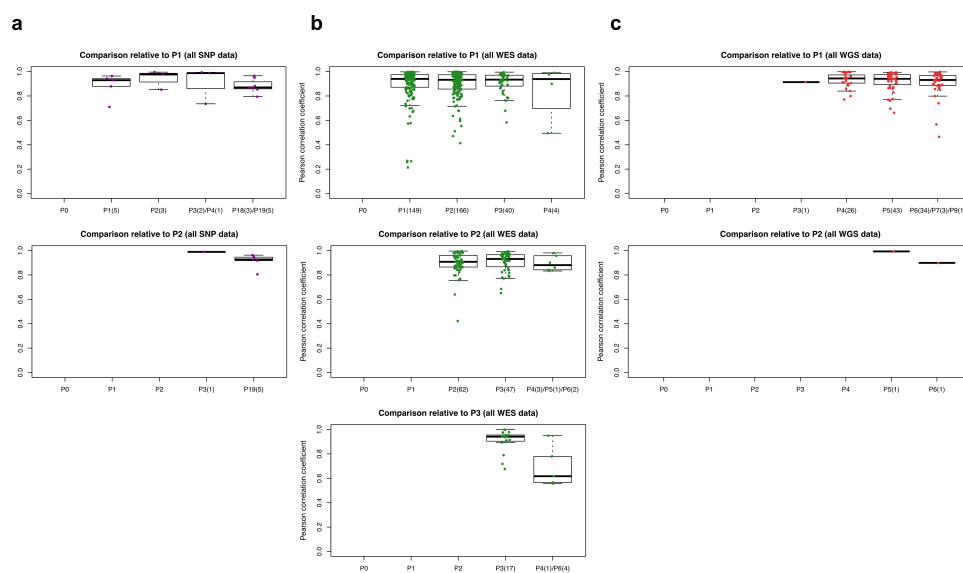 a
Comparison relative to P1 (all SNP data)
0.0 0.2 0.4 0.6 0.8 1.0
P0 P1(5) P2(3) P3(2)/P4(1) P18(3)/P19(5)
Comparison relative to P2 (all SNP data)
0.0 0.2 0.4 0.6 0.8 1.0
P0 P1 P2 P3(1) P19(5)
b
Comparison relative to P1 (all WES data)
Pearson correlation coefficient
0.0 0.2 0.4 0.6 0.8 1.0
P0 P1(149) P2(166) P3(40) P4(4)
Comparison relative to P2 (all WES data)
Pearson correlation coefficient
0.0 0.2 0.4 0.6 0.8 1.0
P0 P1 P2(62) P3(47) P4(3)/P5(1)/P6(2)
Comparison relative to P3 (all WES data)
Pearson correlation coefficient
0.0 0.2 0.4 0.6 0.8 1.0
P0 P1 P2 P3(17) P4(1)/P6(4)
c
Comparison relative to P1 (all WGS data)
Pearson correlation coefficient
0.0 0.2 0.4 0.6 0.8 1.0
P0 P1 P2 P3(1) P4(26) P5(43) P6(34)/P7(3)/P9(1
Comparison relative to P2 (all WGS data)
Pearson correlation coefficient
0.0 0.2 0.4 0.6 0.8 1.0
P0 P1 P2 P3 P4 P5(1) P6(1)